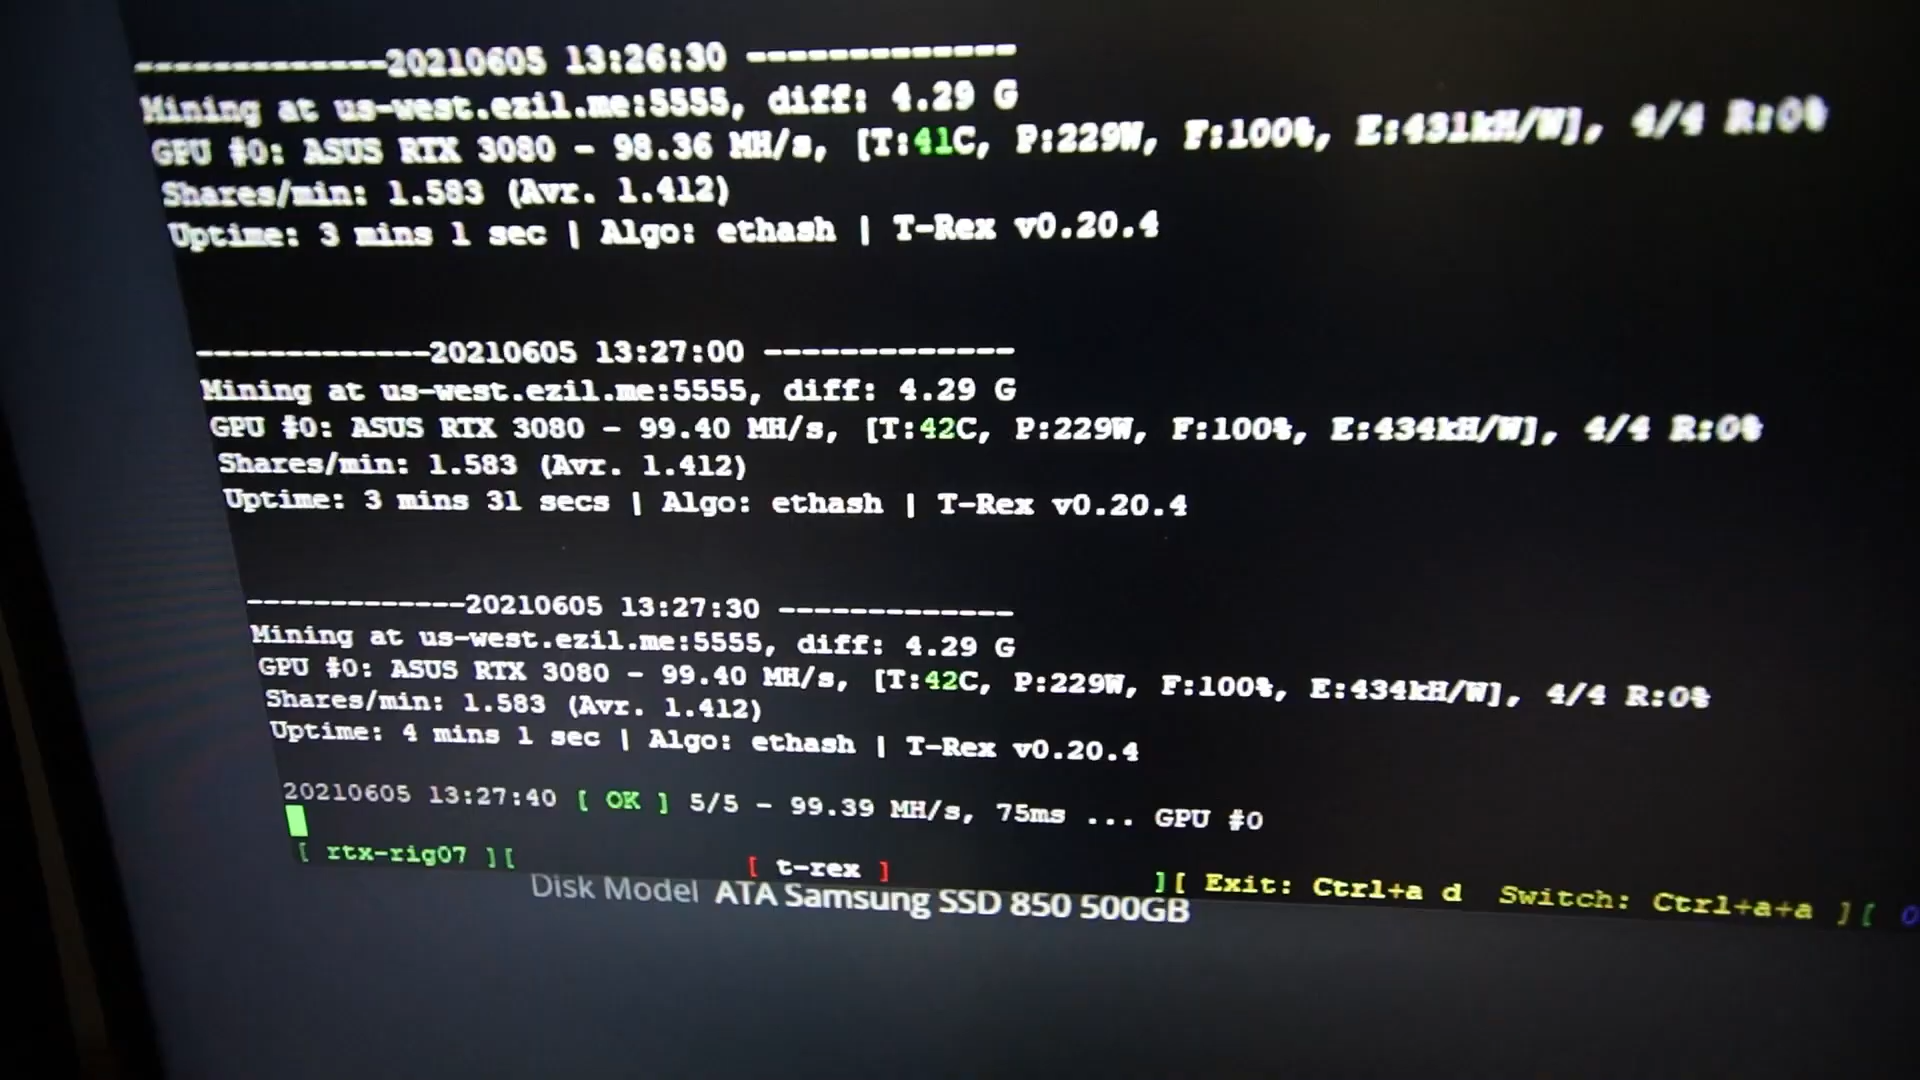 -------------20210605 13:26:30 --------------
Mining at us-west.ezil.me:5555, diff: 4.29 G
GPU #0: ASUS RTX 3080 - 98.36 MH/s, [T:41C, P:229W, F:100%, E:431kH/W], 4/4 R:0%
Shares/min: 1.583 (Avr. 1.412)
Uptime: 3 mins 1 sec | Algo: ethash | T-Rex v0.20.4
-------------20210605 13:27:00 --------------
Mining at us-west.ezil.me:5555, diff: 4.29 G
GPU #0: ASUS RTX 3080 - 99.40 MH/s, [T:42C, P:229W, F:100%, E:434kH/W], 4/4 R:0%
Shares/min: 1.583 (Avr. 1.412)
Uptime: 3 mins 31 secs | Algo: ethash | T-Rex v0.20.4
-------------20210605 13:27:30 --------------
Mining at us-west.ezil.me:5555, diff: 4.29 G
GPU #0: ASUS RTX 3080 - 99.40 MH/s, [T:42C, P:229W, F:100%, E:434kH/W], 4/4 R:0%
Shares/min: 1.583 (Avr. 1.412)
Uptime: 4 mins 1 sec | Algo: ethash | T-Rex v0.20.4
20210605 13:27:40 [ OK ] 5/5 - 99.39 MH/s, 75ms ... GPU #0
[ rtx-rig07 ][ [ t-rex ] ][ Exit: Ctrl+a d Switch: Ctrl+a+a ][
Disk Model ATA Samsung SSD 850 500GB